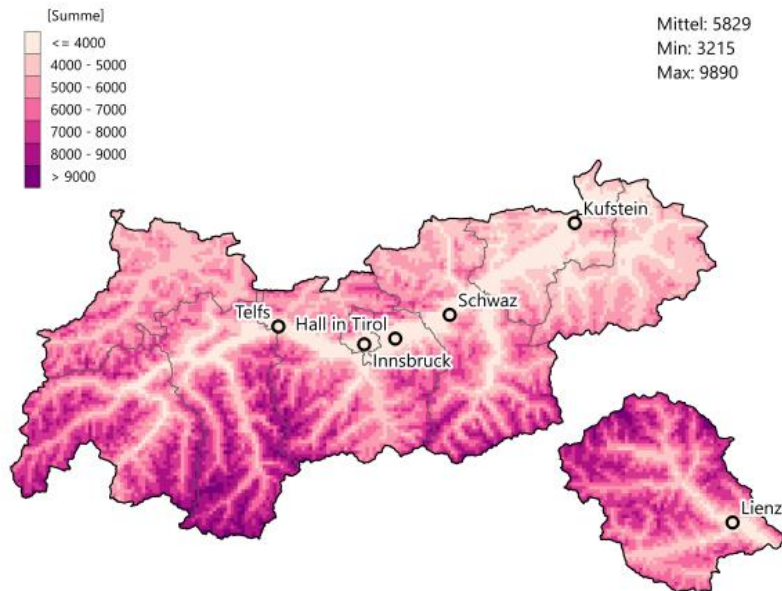 [Summe]
<= 4000
4000 - 5000
5000 - 6000
6000 - 7000
7000 - 8000
8000 - 9000
> 9000
Mittel: 5829
Min: 3215
Max: 9890
Kufstein
Schwaz
Telfs
Hall in Tirol
Innsbruck
Lienz